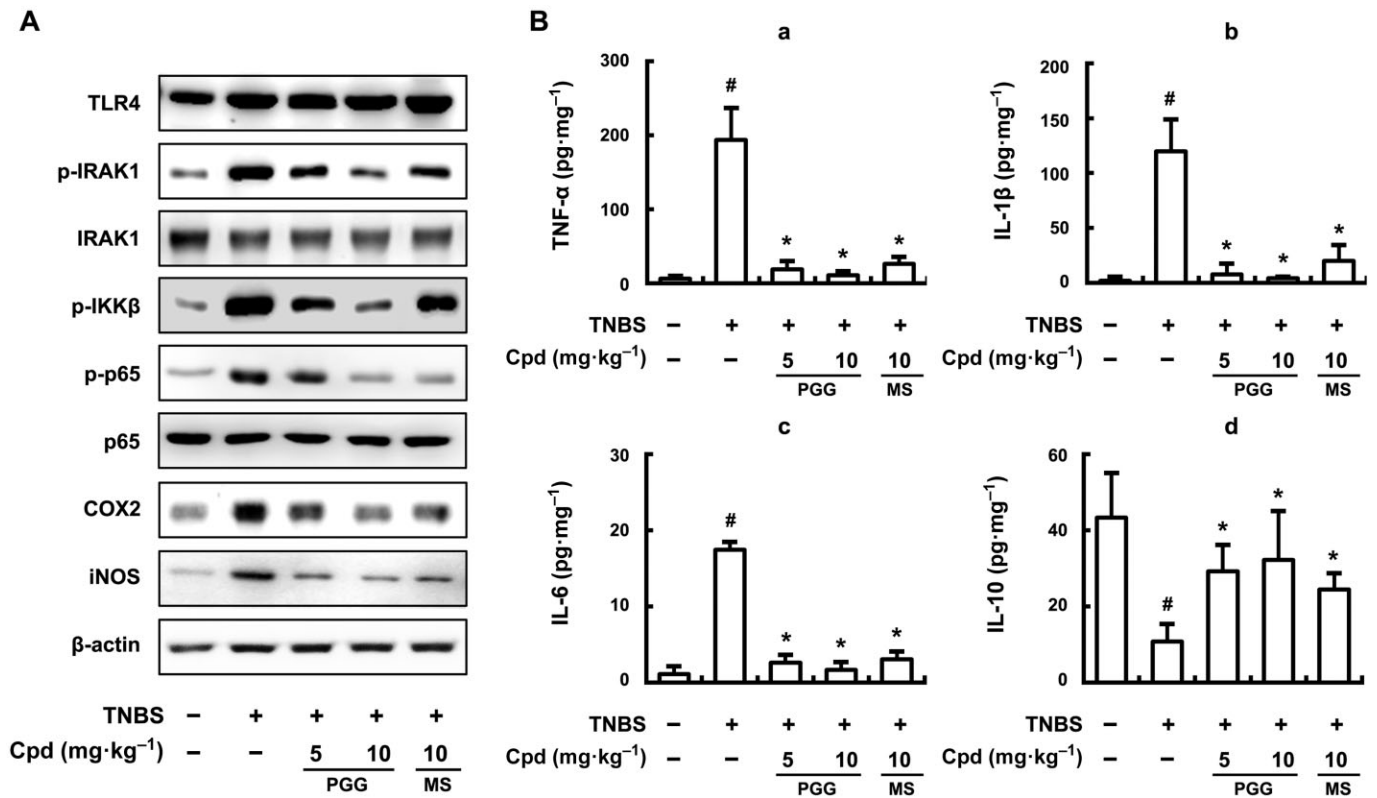 A
TLR4
p-IRAK1
IRAK1
p-IKKβ
p-p65
p65
COX2
iNOS
β-actin
TNBS − + + + +
Cpd (mg·kg⁻¹) − − 5 10 10
PGG MS
B
a
TNF-α (pg·mg⁻¹)
300
200
100
0
#
* * *
TNBS − + + + +
Cpd (mg·kg⁻¹) − − 5 10 10
PGG MS
b
IL-1β (pg·mg⁻¹)
200
150
100
50
0
#
* * *
TNBS − + + + +
Cpd (mg·kg⁻¹) − − 5 10 10
PGG MS
c
IL-6 (pg·mg⁻¹)
30
20
10
0
#
* * *
TNBS − + + + +
Cpd (mg·kg⁻¹) − − 5 10 10
PGG MS
d
IL-10 (pg·mg⁻¹)
60
40
20
0
#
* * *
TNBS − + + + +
Cpd (mg·kg⁻¹) − − 5 10 10
PGG MS